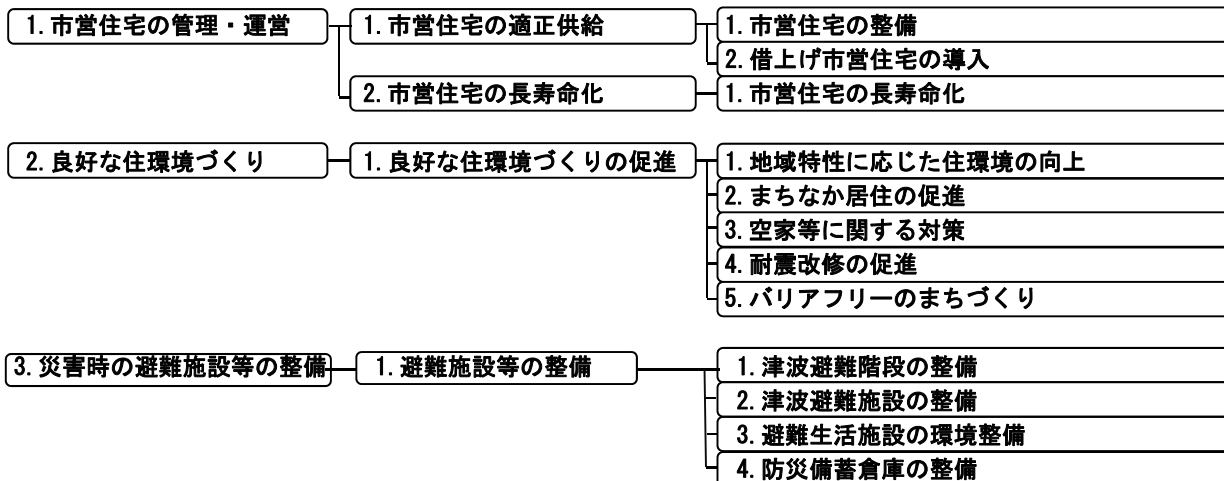 1.市営住宅の管理・運営 1.市営住宅の適正供給 1.市営住宅の整備
2.借上げ市営住宅の導入
2.市営住宅の長寿命化 1.市営住宅の長寿命化
2.良好な住環境づくり 1.良好な住環境づくりの促進 1.地域特性に応じた住環境の向上
2.まちなか居住の促進
3.空家等に関する対策
4.耐震改修の促進
5.バリアフリーのまちづくり
3.災害時の避難施設等の整備 1.避難施設等の整備 1.津波避難階段の整備
2.津波避難施設の整備
3.避難生活施設の環境整備
4.防災備蓄倉庫の整備